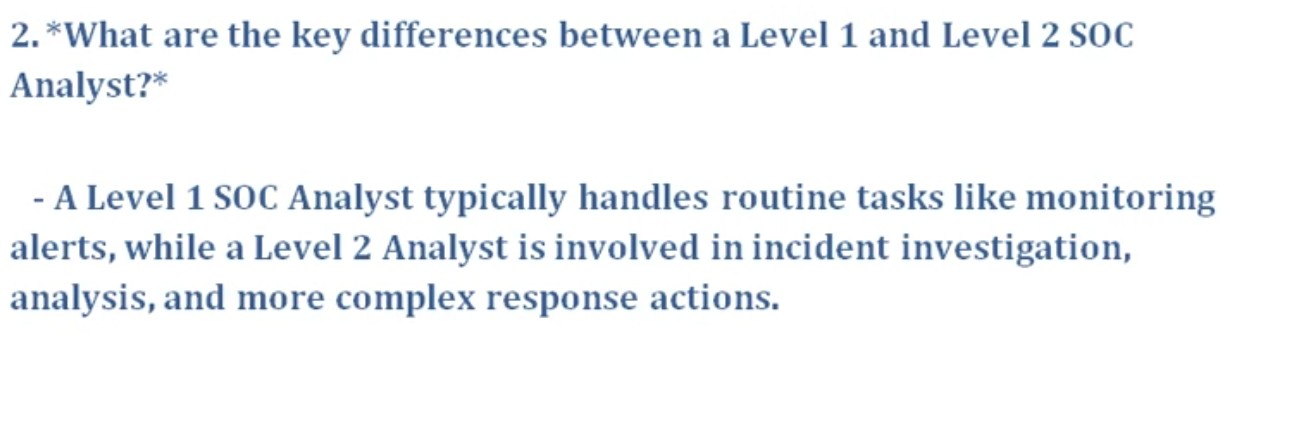 2. *What are the key differences between a Level 1 and Level 2 SOC
Analyst?*
- A Level 1 SOC Analyst typically handles routine tasks like monitoring
alerts, while a Level 2 Analyst is involved in incident investigation,
analysis, and more complex response actions.